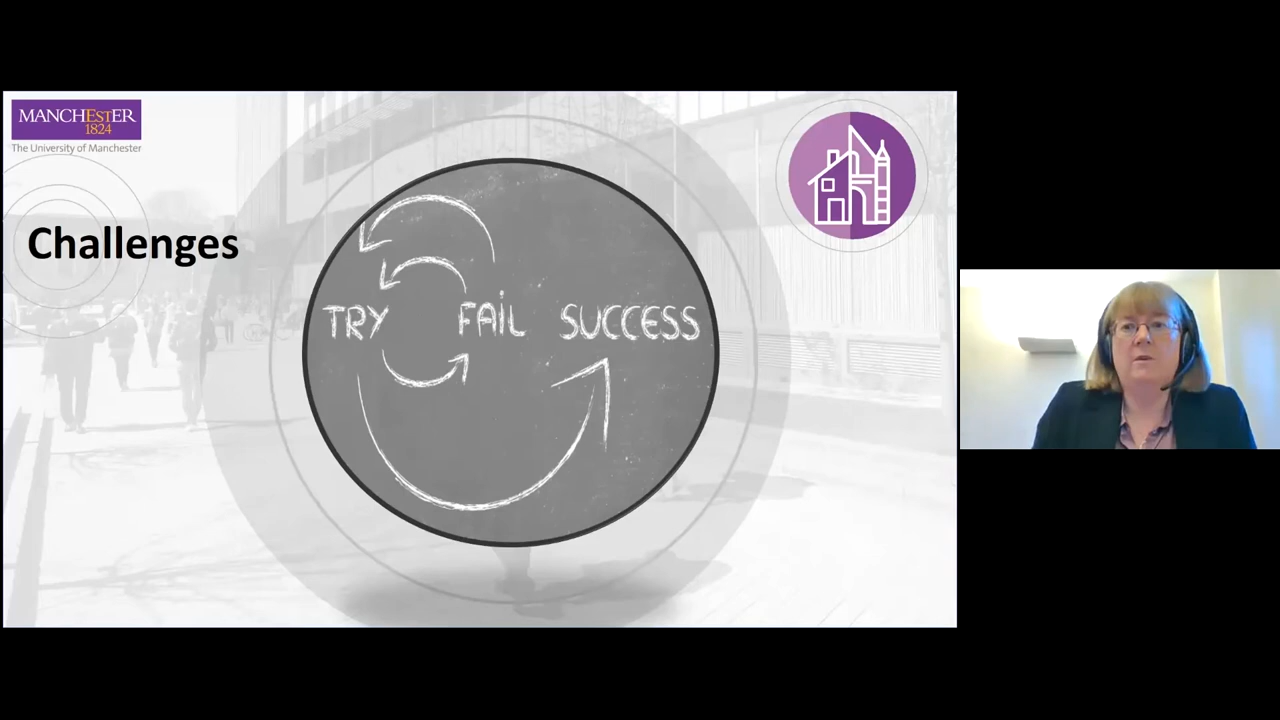 MANCHESTER
1824
The University of Manchester
Challenges
TRY FAIL SUCCESS